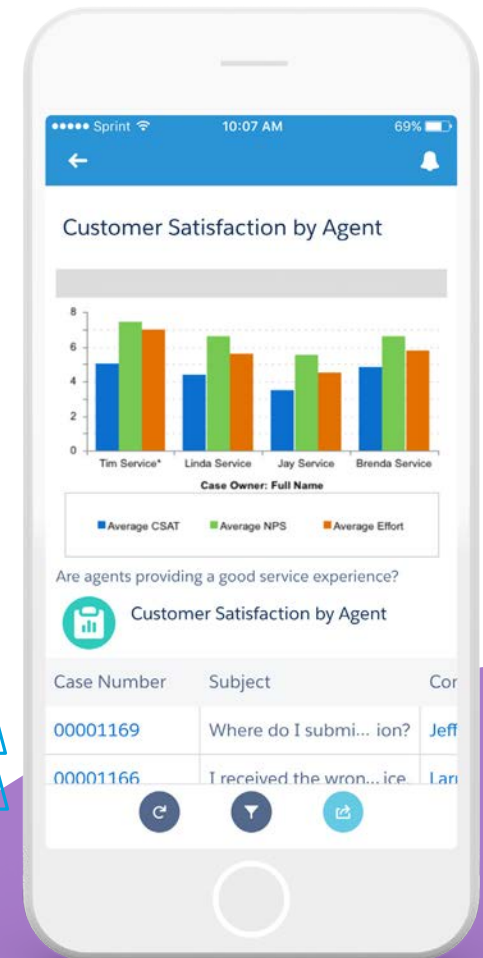 Sprint 10:07 AM 69%
Customer Satisfaction by Agent
8
6
4
2
0
Tim Service* Linda Service Jay Service Brenda Service
Case Owner: Full Name
Average CSAT Average NPS Average Effort
Are agents providing a good service experience?
Customer Satisfaction by Agent
Case Number Subject Cor
00001169 Where do I submi... ion? Jeff
00001166 I received the wron... ice.